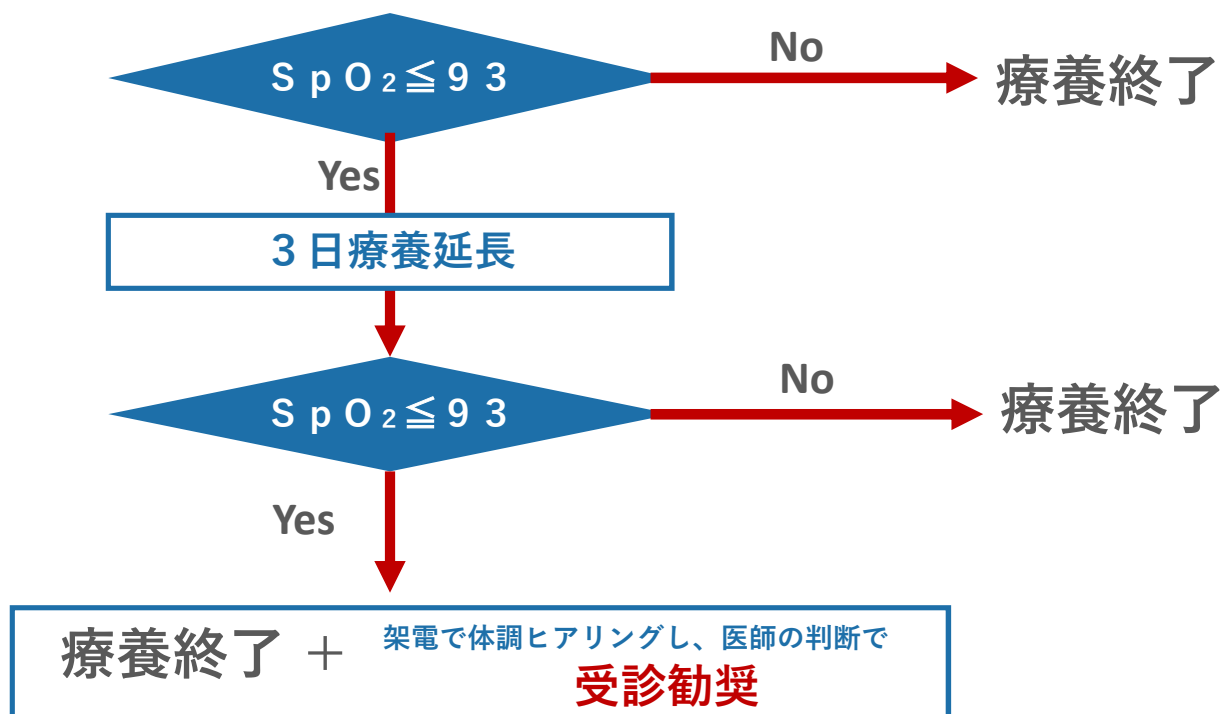 SpO₂≦93
No
療養終了
Yes
３日療養延長
SpO₂≦93
No
療養終了
Yes
療養終了 + 架電で体調ヒアリングし、医師の判断で
受診勧奨